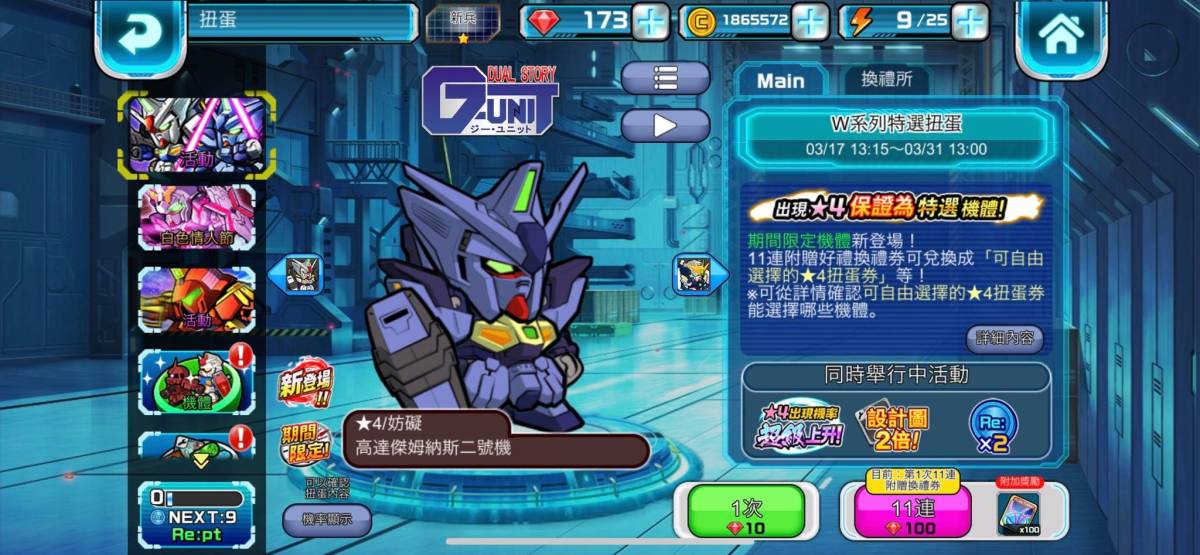 扭蛋
新兵
173
1865572
9/25
活動
白色情人節
活動
機體
0
NEXT:9
Re:pt
DUAL STORY
G-UNIT
ジー・ユニット
新登場!!
期間限定!
★4/妨礙
高達傑姆納斯二號機
可以確認
扭蛋內容
機率顯示
Main
換禮所
W系列特選扭蛋
03/17 13:15～03/31 13:00
出現★4保證為特選機體!
期間限定機體新登場！
11連附贈好禮換禮券可兌換成「可自由
選擇的★4扭蛋券」等！
※可從詳情確認可自由選擇的★4扭蛋券
能選擇哪些機體。
詳細內容
同時舉行中活動
★4出現機率
超級上升!
設計圖
2倍!
Re:
×2
1次
10
目前：第1次11連
附贈換禮券
11連
100
附加獎勵
x100